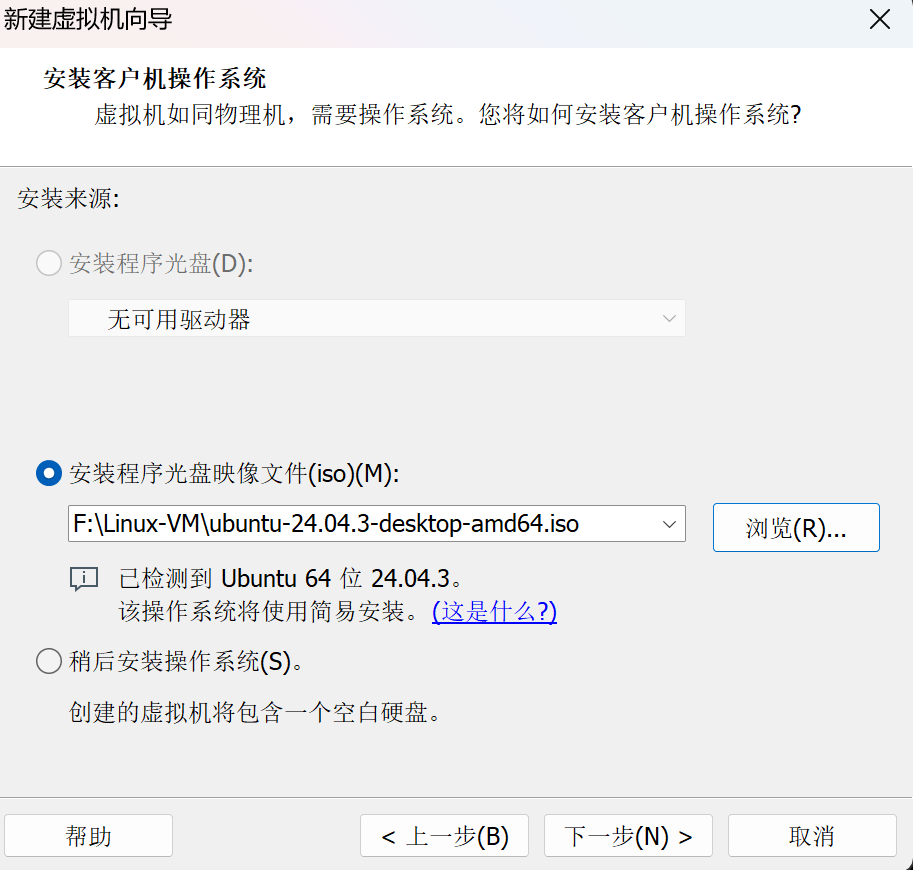 新建虚拟机向导
安装客户机操作系统
虚拟机如同物理机，需要操作系统。您将如何安装客户机操作系统?
安装来源:
安装程序光盘(D):
无可用驱动器
安装程序光盘映像文件(iso)(M):
F:\Linux-VM\ubuntu-24.04.3-desktop-amd64.iso
浏览(R)...
已检测到 Ubuntu 64 位 24.04.3。
该操作系统将使用简易安装。(这是什么?)
稍后安装操作系统(S)。
创建的虚拟机将包含一个空白硬盘。
帮助
< 上一步(B)
下一步(N) >
取消